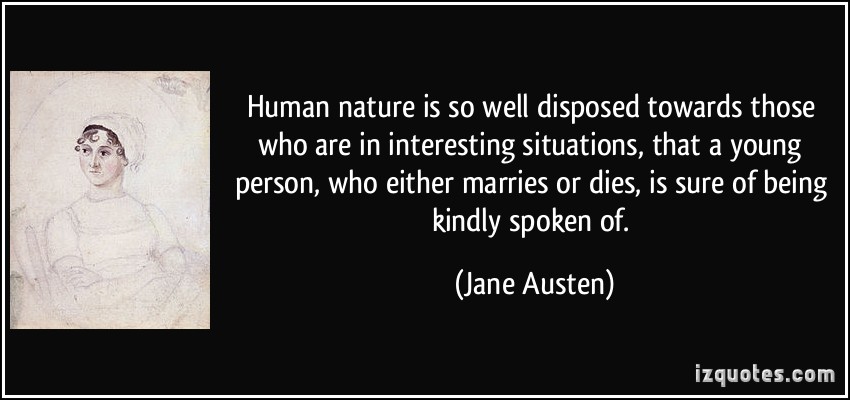 Human nature is so well disposed towards those
who are in interesting situations, that a young
person, who either marries or dies, is sure of being
kindly spoken of.
(Jane Austen)
izquotes.com